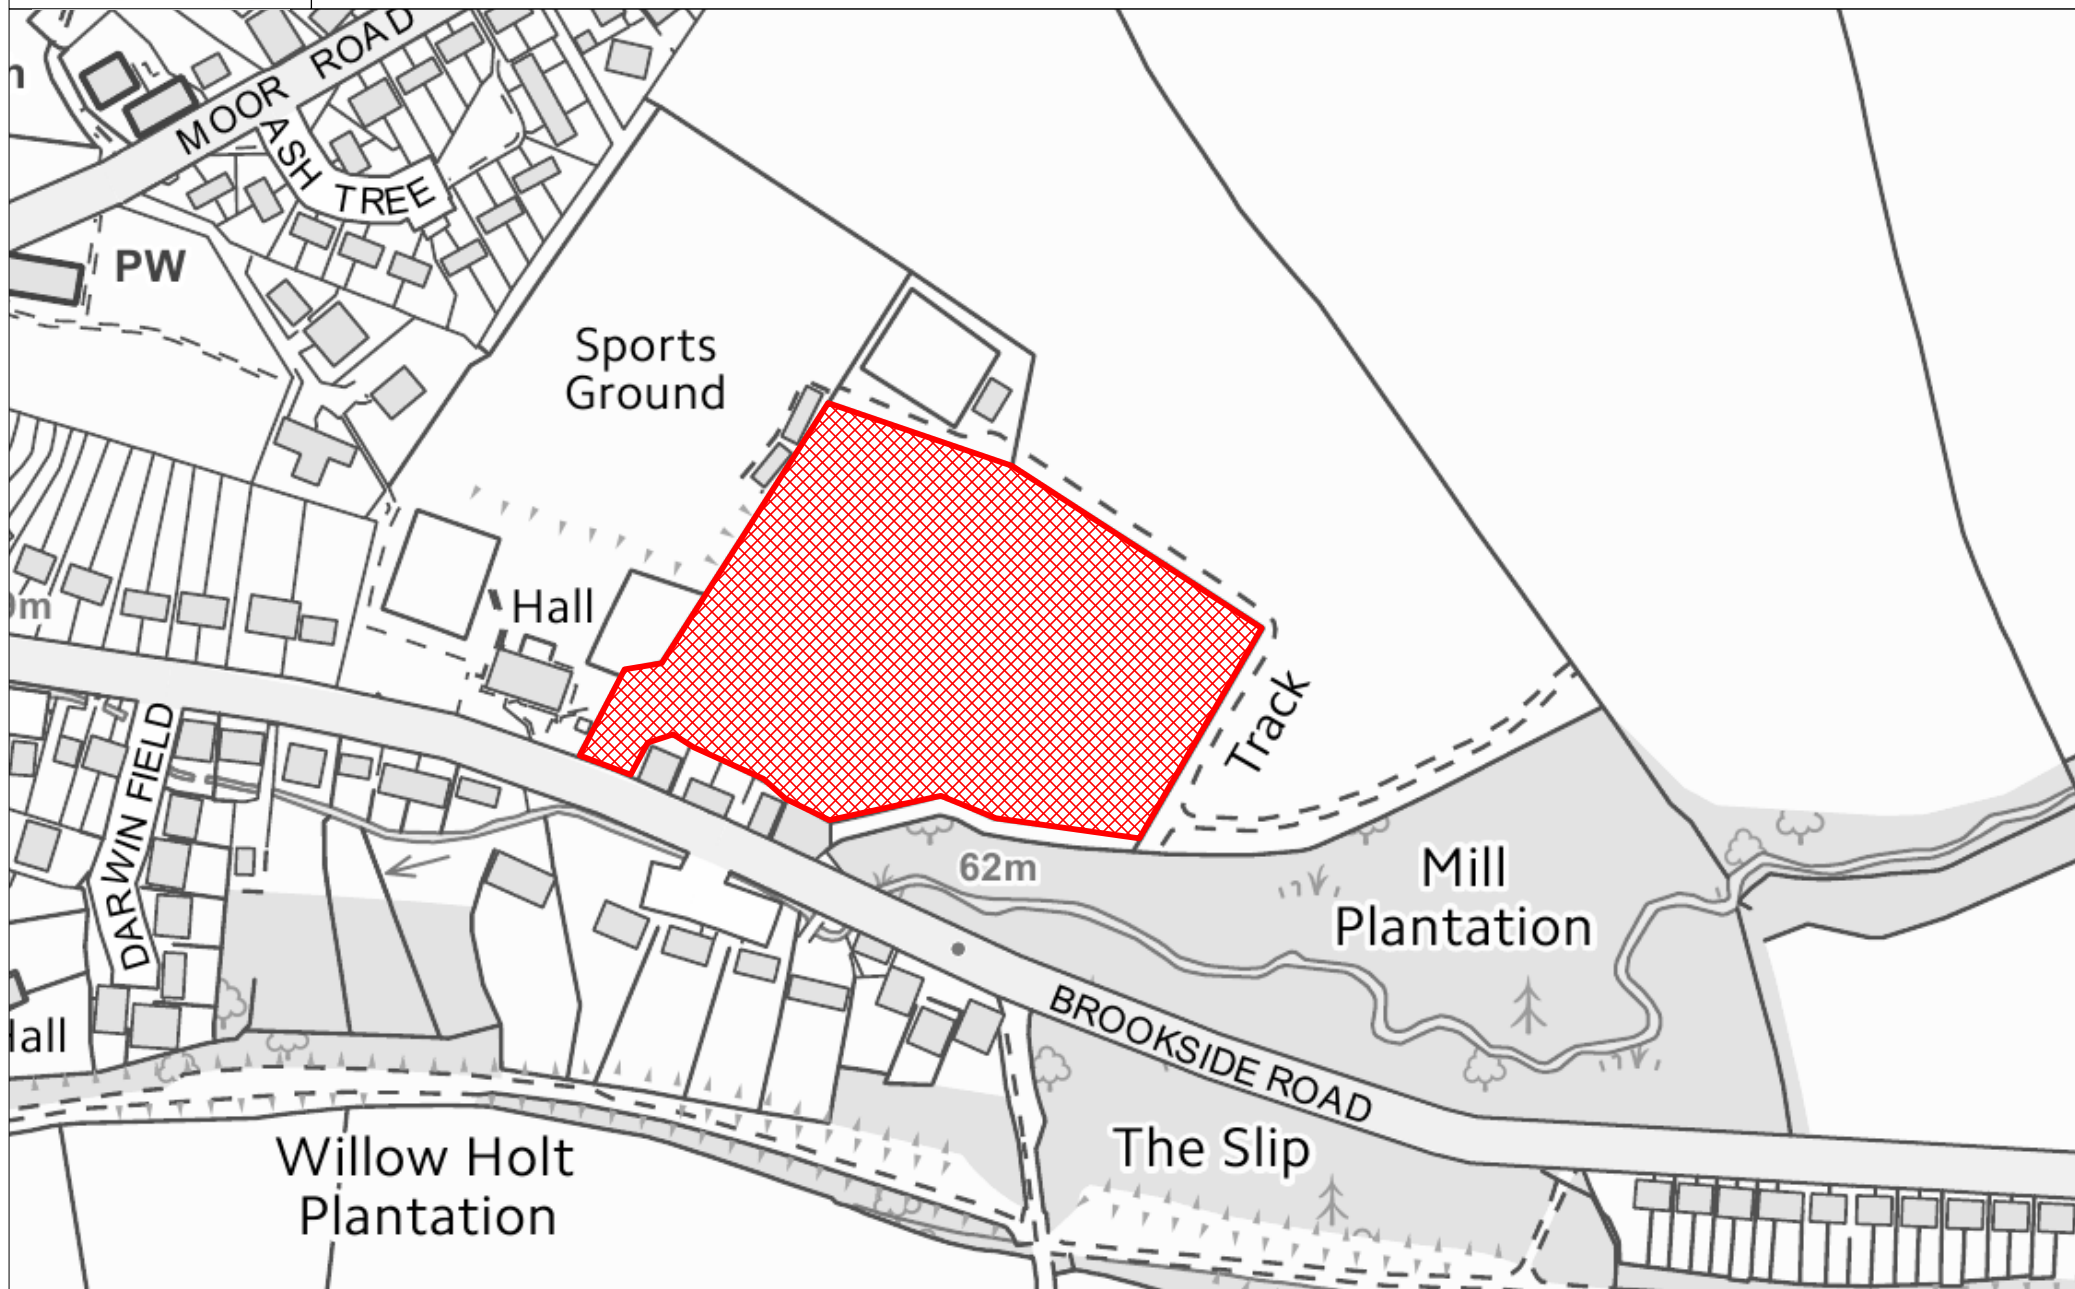 MOOR ROAD
ASH TREE
PW
Sports
Ground
Hall
Track
DARWIN FIELD
62m
Mill
Plantation
BROOKSIDE ROAD
The Slip
Willow Holt
Plantation